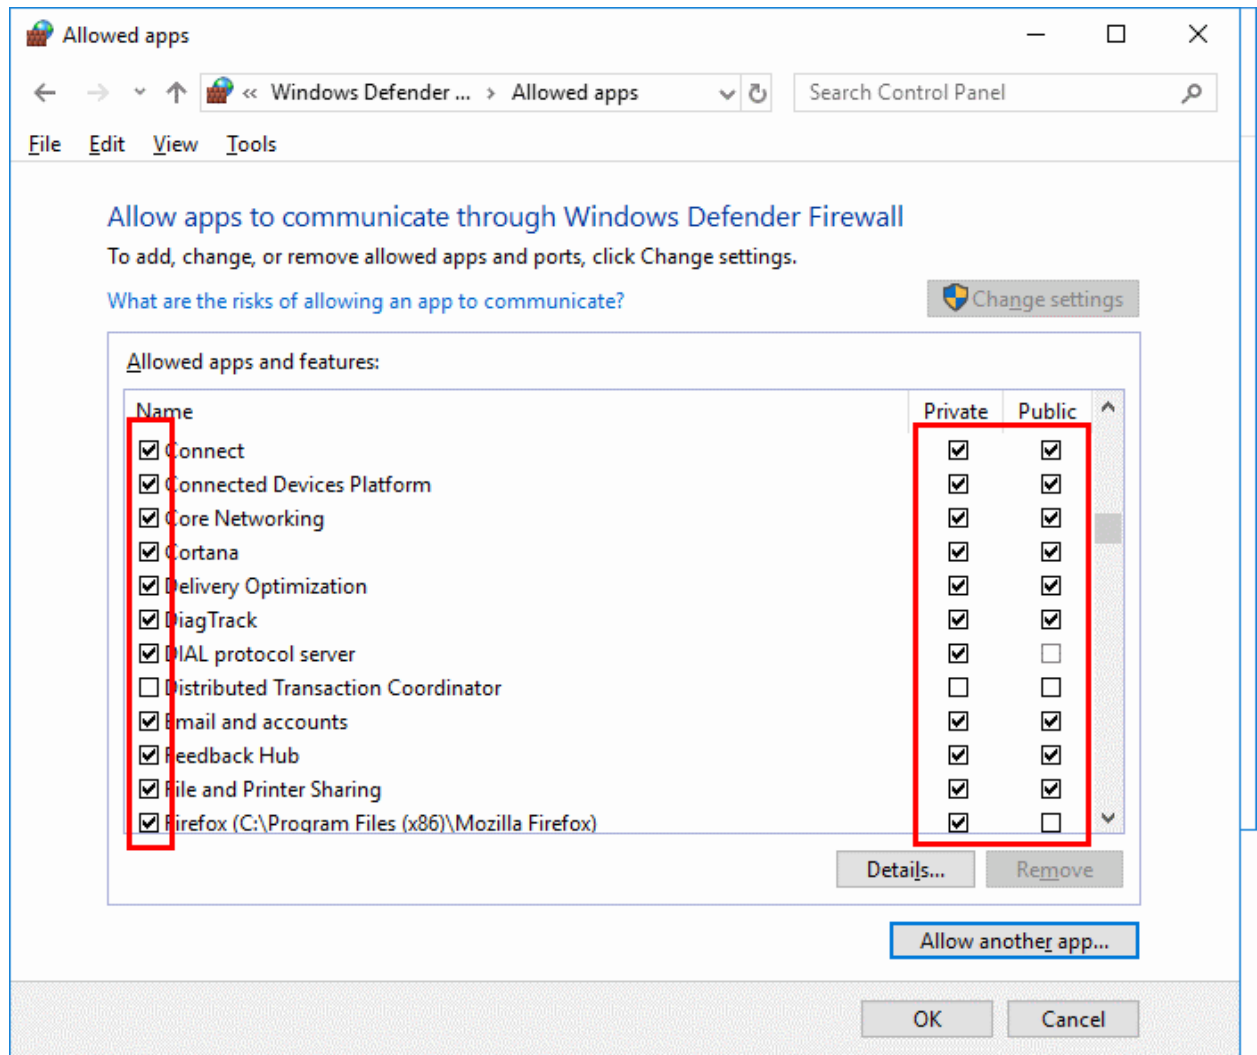 Allowed apps
« Windows Defender ... › Allowed apps
Search Control Panel
File Edit View Tools
Allow apps to communicate through Windows Defender Firewall
To add, change, or remove allowed apps and ports, click Change settings.
What are the risks of allowing an app to communicate?
Change settings
Allowed apps and features:
Name Private Public
Connect
Connected Devices Platform
Core Networking
Cortana
Delivery Optimization
DiagTrack
DIAL protocol server
Distributed Transaction Coordinator
Email and accounts
Feedback Hub
File and Printer Sharing
Firefox (C:\Program Files (x86)\Mozilla Firefox)
Details... Remove
Allow another app...
OK Cancel